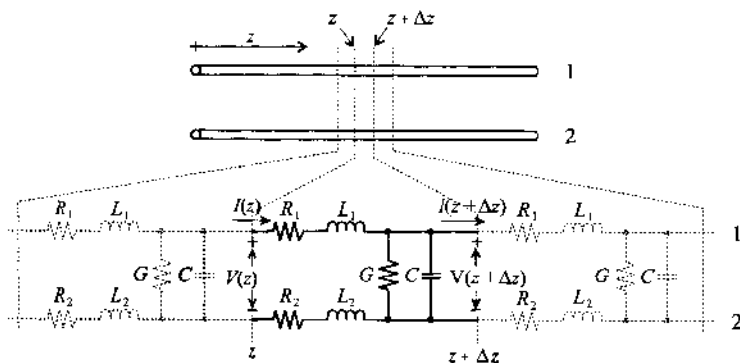 z z + Δz
z
1
2
I(z) I(z+Δz)
R₁ L₁ R₁ L₁ R₁ L₁ 1
+ +
G C V(z) G C V(z + Δz) G C
R₂ L₂ R₂ L₂ R₂ L₂ 2
z z + Δz